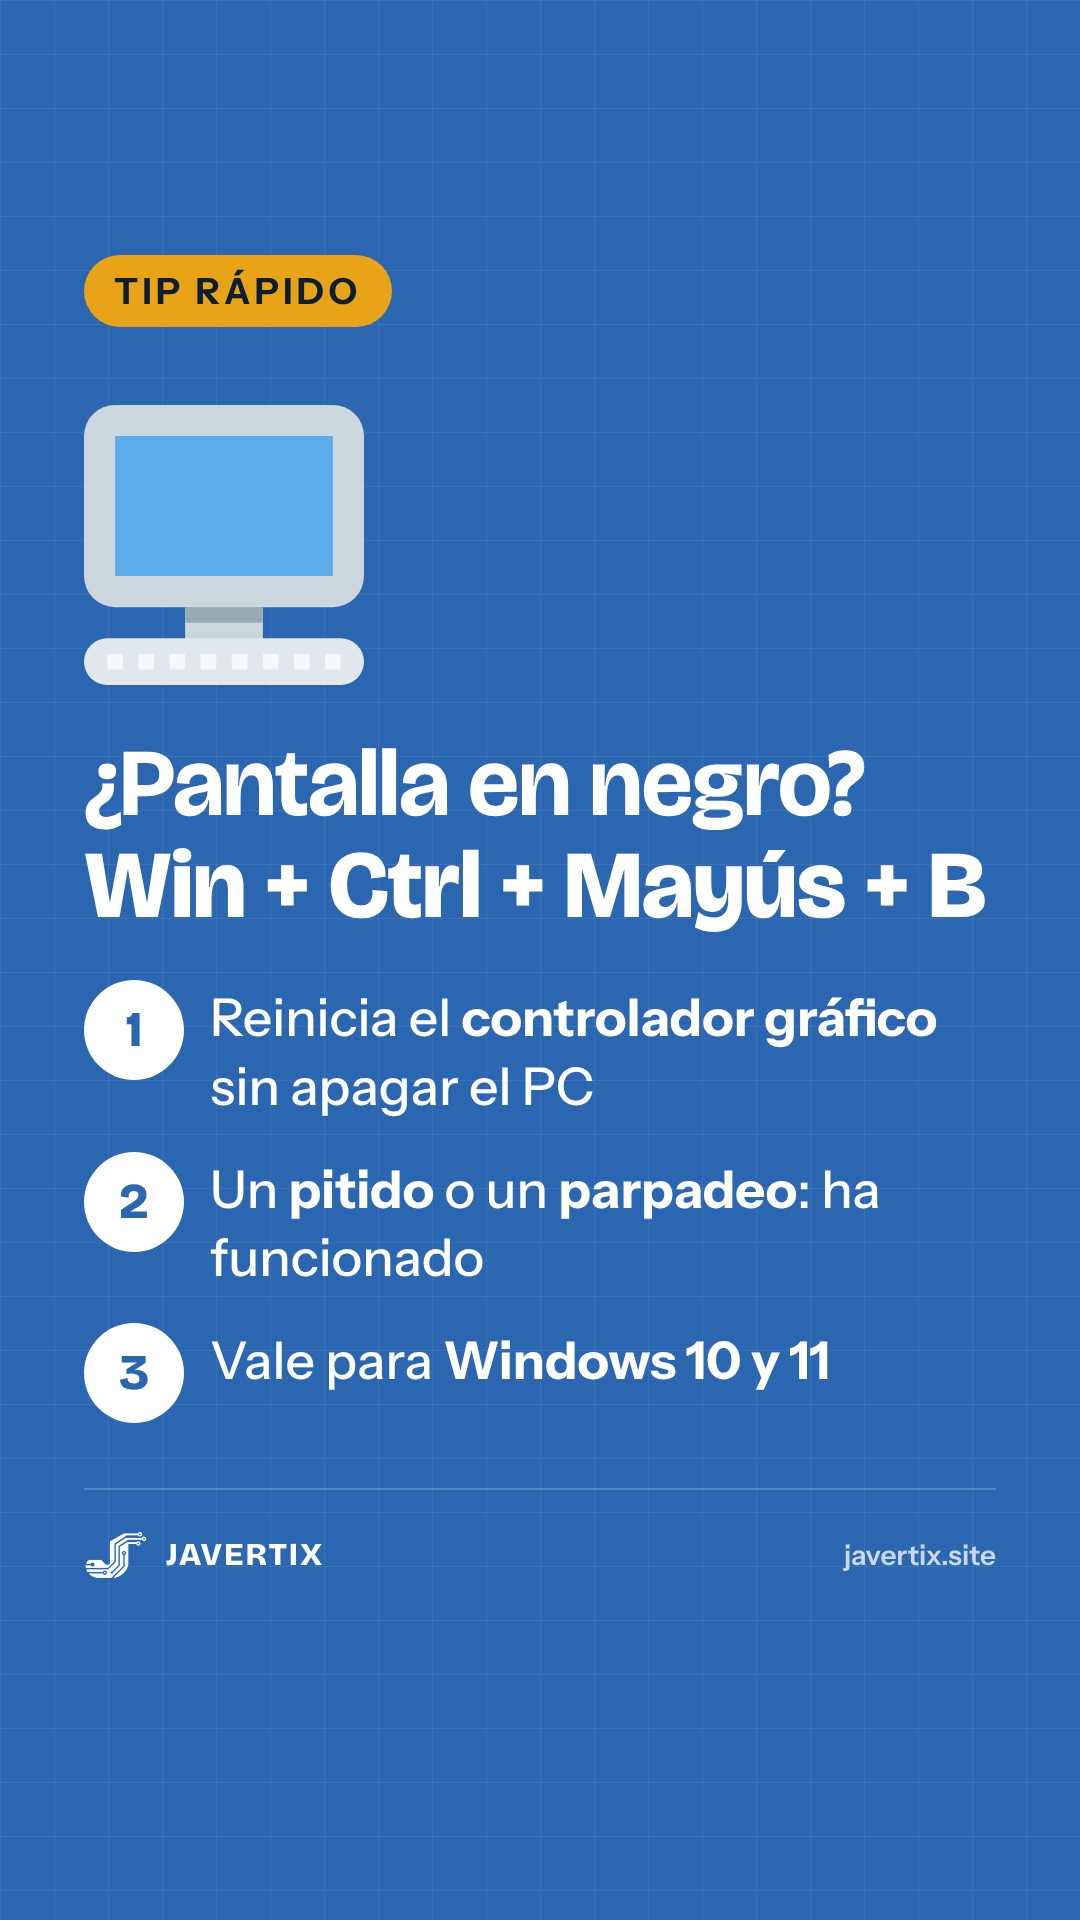 TIP RÁPIDO
¿Pantalla en negro?
Win + Ctrl + Mayús + B
1
Reinicia el controlador gráfico
sin apagar el PC
2
Un pitido o un parpadeo: ha
funcionado
3
Vale para Windows 10 y 11
JAVERTIX
javertix.site